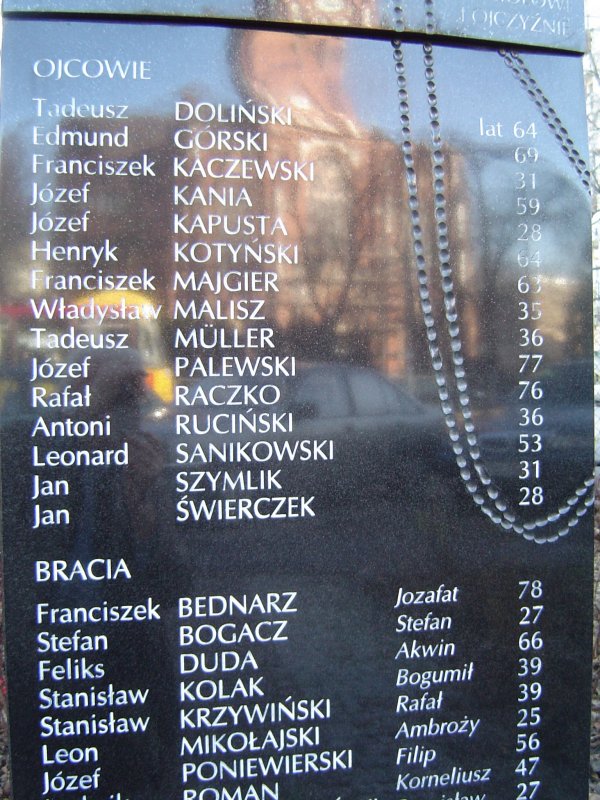 I OJCZYŹNIE
OJCOWIE
Tadeusz DOLIŃSKI lat 64
Edmund GÓRSKI 69
Franciszek KACZEWSKI 31
Józef KANIA 59
Józef KAPUSTA 28
Henryk KOTYŃSKI 64
Franciszek MAJGIER 63
Władysław MALISZ 35
Tadeusz MÜLLER 36
Józef PALEWSKI 77
Rafał RACZKO 76
Antoni RUCIŃSKI 36
Leonard SANIKOWSKI 53
Jan SZYMLIK 31
Jan ŚWIERCZEK 28
BRACIA
Franciszek BEDNARZ Jozafat 78
Stefan BOGACZ Stefan 27
Feliks DUDA Akwin 66
Stanisław KOLAK Bogumił 39
Stanisław KRZYWIŃSKI Rafał 39
Leon MIKOŁAJSKI Ambroży 25
Józef PONIEWIERSKI Filip 56
ROMAN Korneliusz 47
27